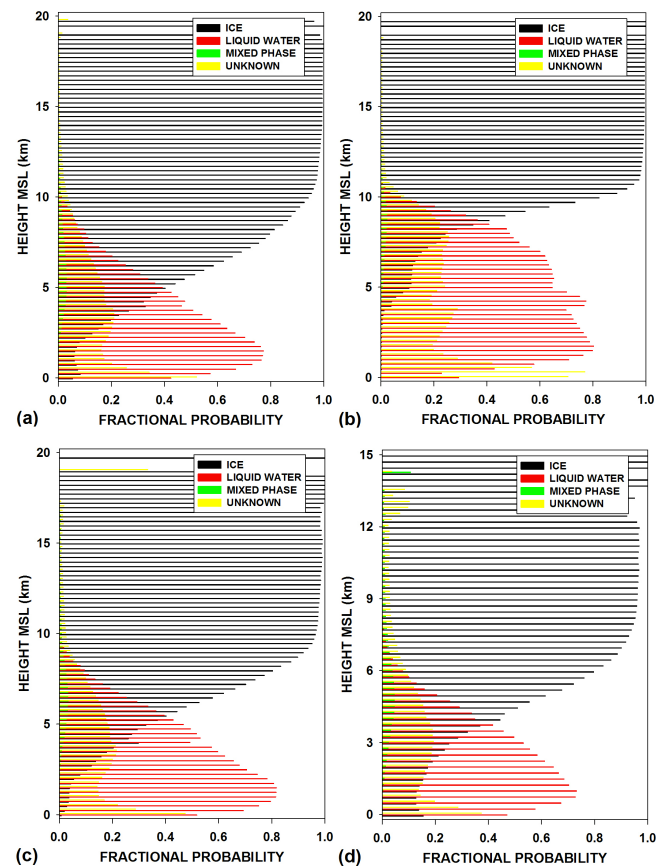 20
ICE
LIQUID WATER
MIXED PHASE
UNKNOWN
15
HEIGHT MSL (km)
10
5
0
0.0 0.2 0.4 0.6 0.8 1.0
(a) FRACTIONAL PROBABILITY
20
ICE
LIQUID WATER
MIXED PHASE
UNKNOWN
15
HEIGHT MSL (km)
10
5
0
0.0 0.2 0.4 0.6 0.8 1.0
(b) FRACTIONAL PROBABILITY
20
ICE
LIQUID WATER
MIXED PHASE
UNKNOWN
15
HEIGHT MSL (km)
10
5
0
0.0 0.2 0.4 0.6 0.8 1.0
(c) FRACTIONAL PROBABILITY
15
ICE
LIQUID WATER
MIXED PHASE
UNKNOWN
12
HEIGHT MSL (km)
9
6
3
0
0.0 0.2 0.4 0.6 0.8 1.0
(d) FRACTIONAL PROBABILITY